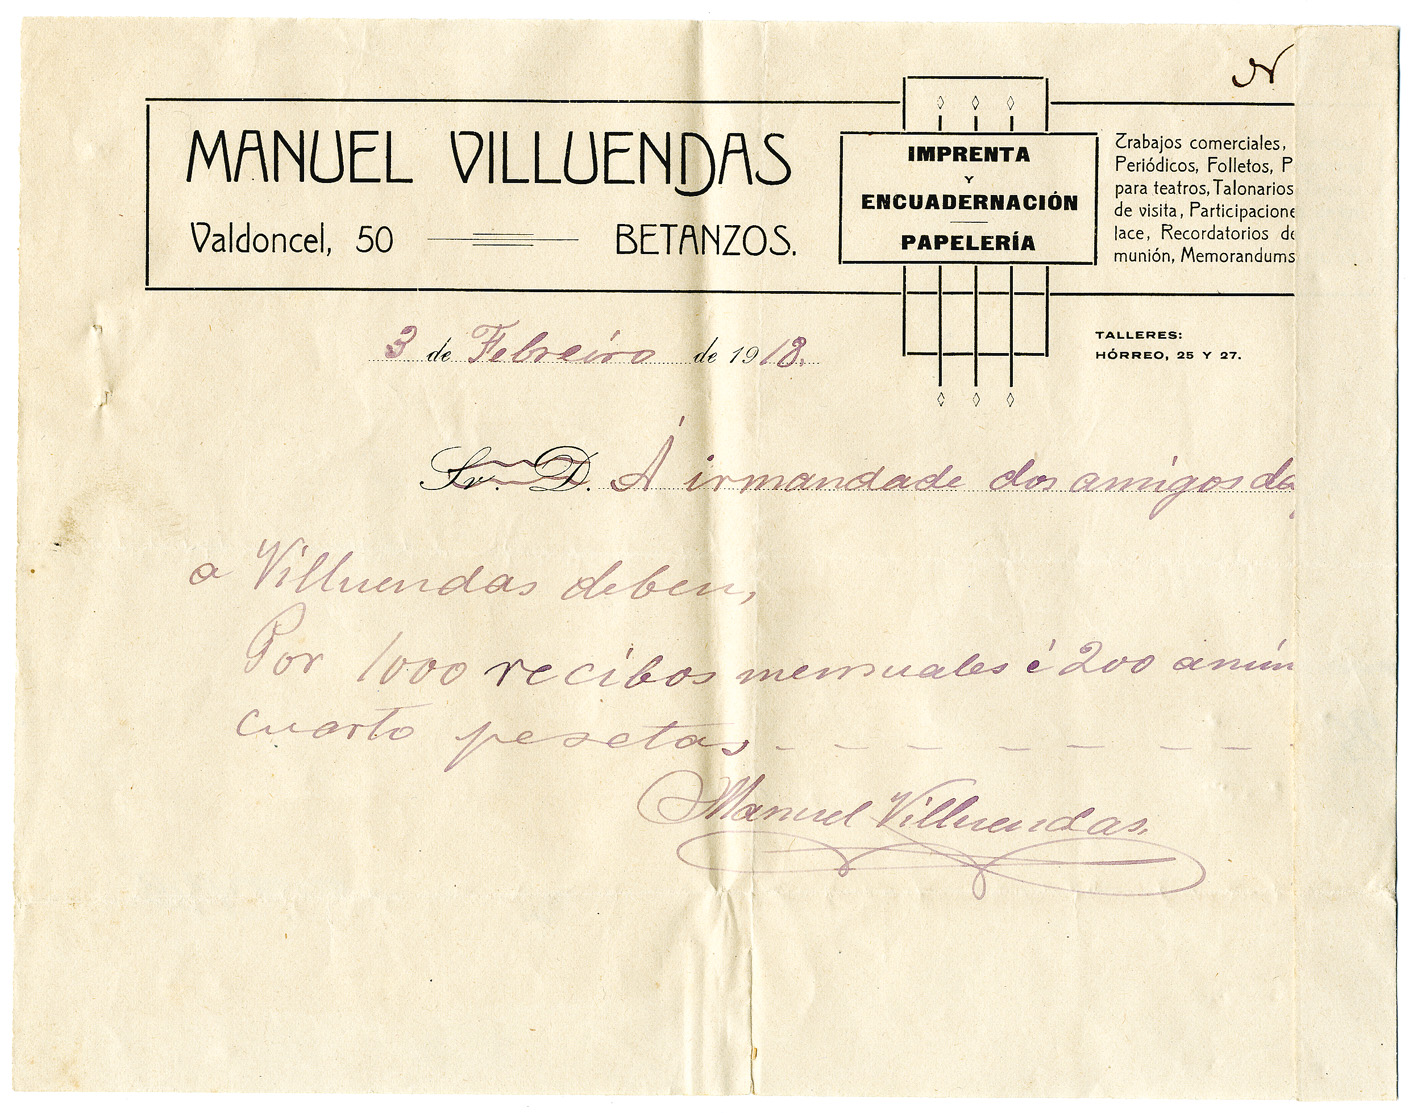 N
MANUEL VILLUENDAS
Valdoncel, 50 BETANZOS.
IMPRENTA
Y
ENCUADERNACIÓN
PAPELERÍA
Trabajos comerciales,
Periódicos, Folletos, P
para teatros, Talonarios
de visita, Participacione
lace, Recordatorios de
munión, Memorandums
TALLERES:
HÓRREO, 25 Y 27.
3 de Febreiro de 1918.
Sr. D. Á irmandade dos amigos da
a Villuendas deben,
Por 1000 recibos mensuales é 200 anún
cuarto pesetas
Manuel Villuendas.